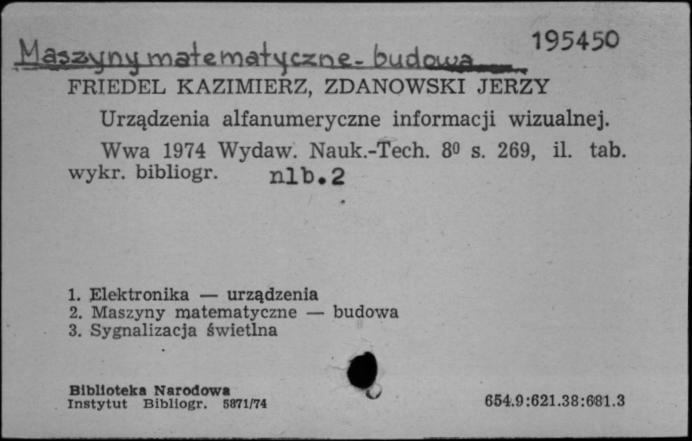 195450
Maszyny matematyczne - budowa
FRIEDEL KAZIMIERZ, ZDANOWSKI JERZY
Urządzenia alfanumeryczne informacji wizualnej.
Wwa 1974 Wydaw. Nauk.-Tech. 8⁰ s. 269, il. tab.
wykr. bibliogr. nlb.2
1. Elektronika — urządzenia
2. Maszyny matematyczne — budowa
3. Sygnalizacja świetlna
Biblioteka Narodowa
Instytut Bibliogr. 5871/74
654.9:621.38:681.3